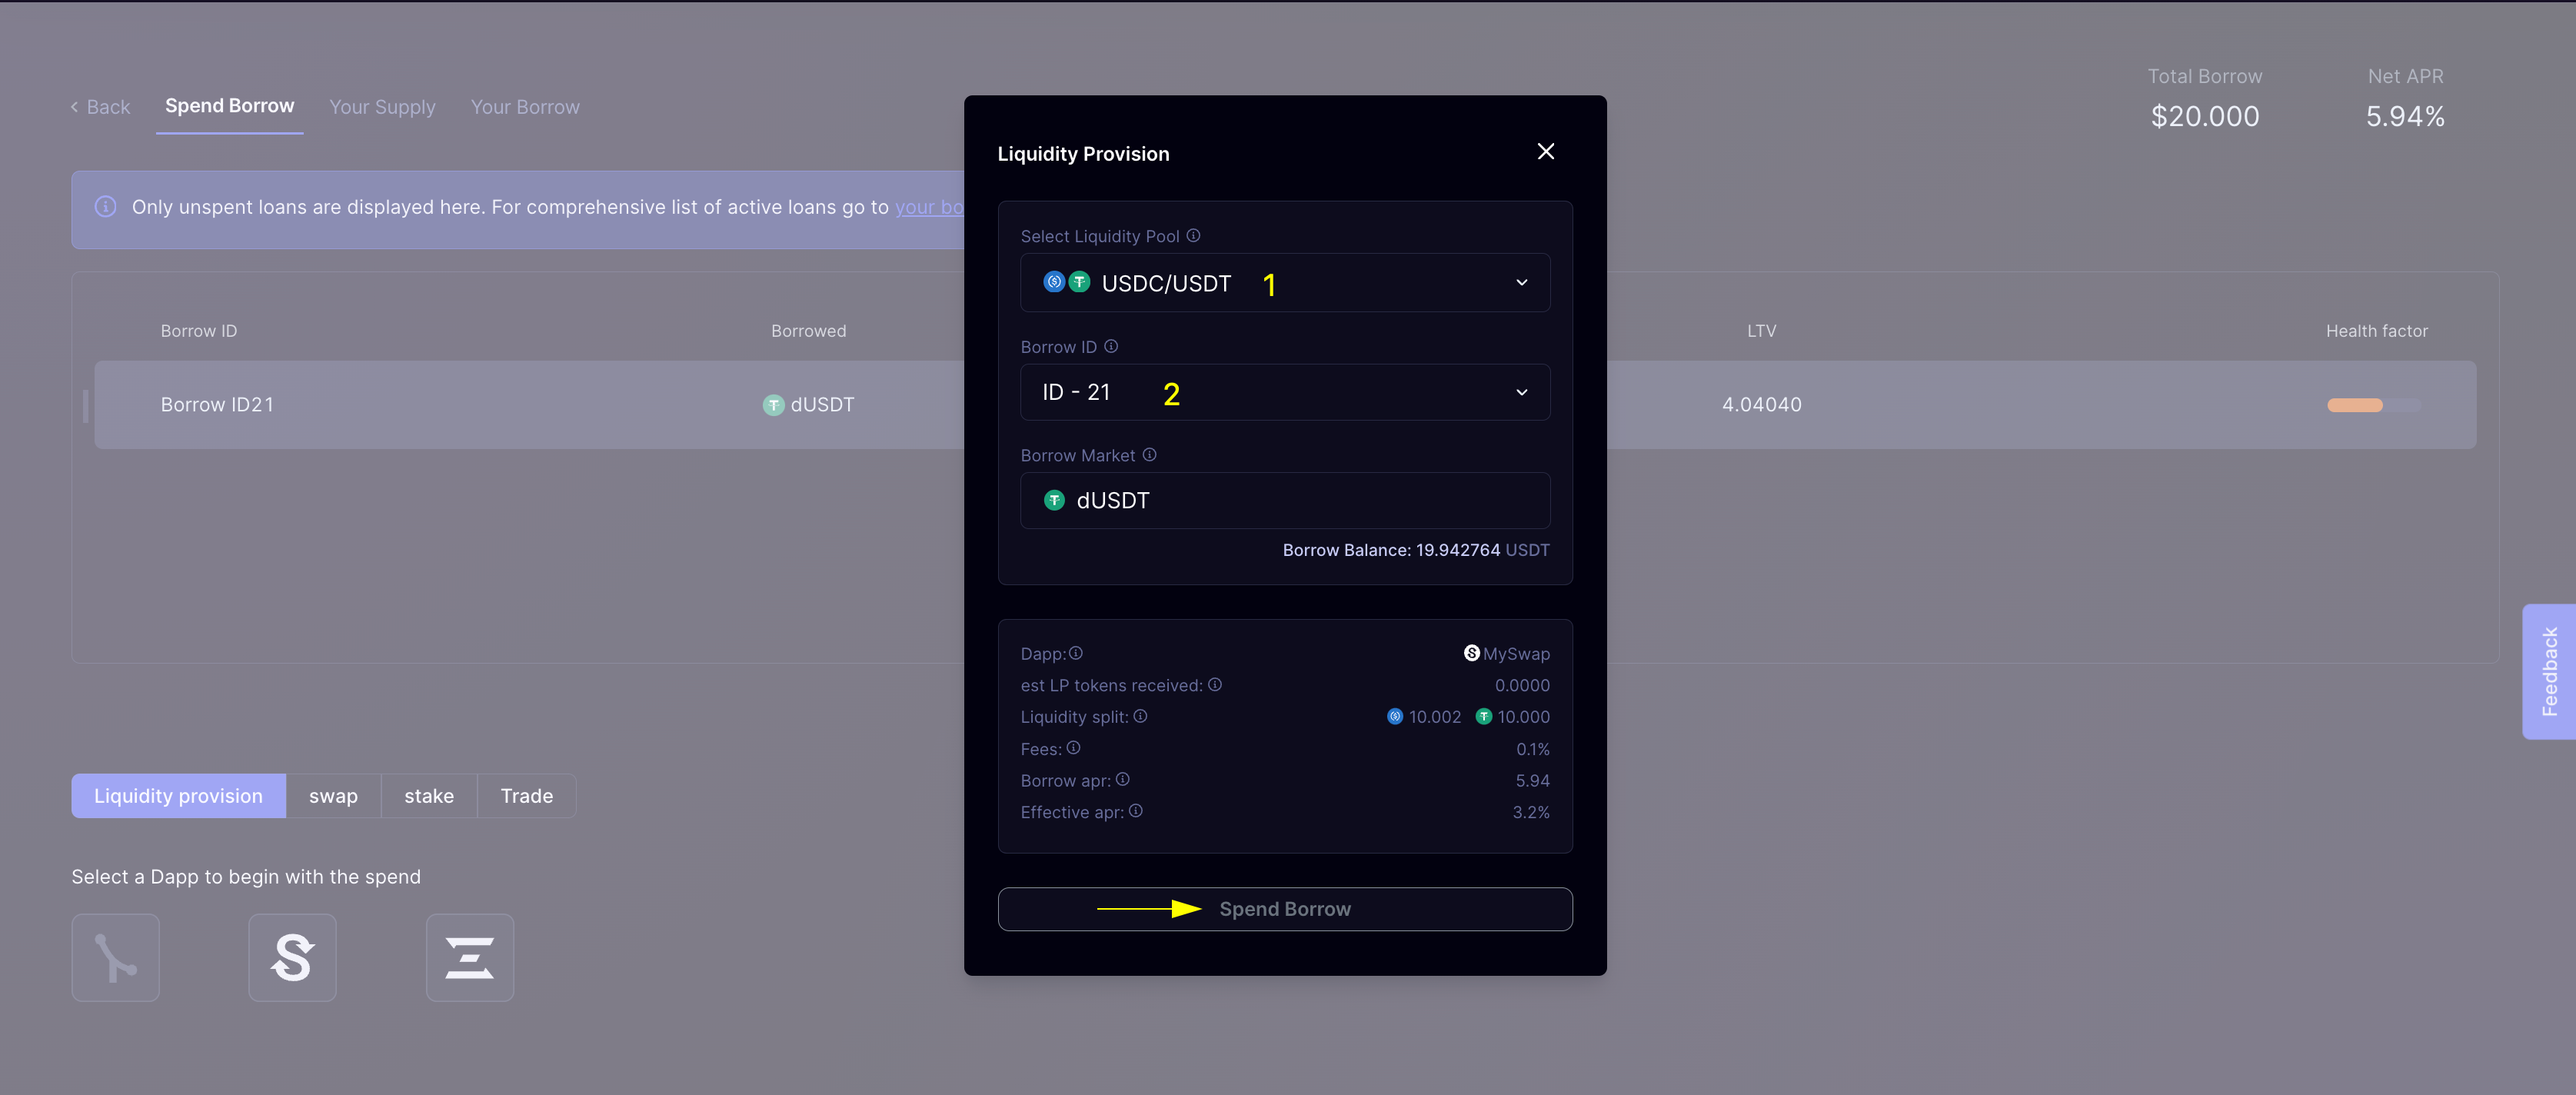 Back
Spend Borrow
Your Supply
Your Borrow
Total Borrow
$20.000
Net APR
5.94%
Only unspent loans are displayed here. For comprehensive list of active loans go to your bo
Borrow ID
Borrowed
LTV
Health factor
Borrow ID21
dUSDT
4.04040
Liquidity Provision
Select Liquidity Pool
USDC/USDT 1
Borrow ID
ID - 21 2
Borrow Market
dUSDT
Borrow Balance: 19.942764 USDT
Dapp: MySwap
est LP tokens received: 0.0000
Liquidity split: 10.002 10.000
Fees: 0.1%
Borrow apr: 5.94
Effective apr: 3.2%
Spend Borrow
Feedback
Liquidity provision
swap
stake
Trade
Select a Dapp to begin with the spend